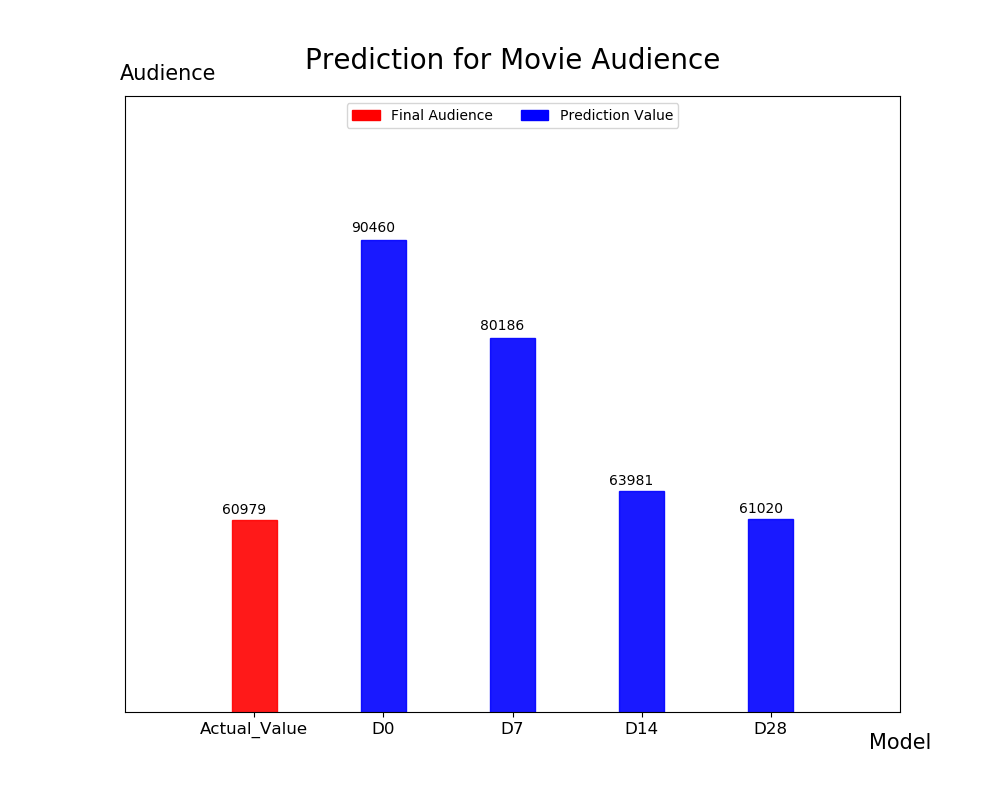 Prediction for Movie Audience
Audience
Final Audience Prediction Value
90460
80186
63981
60979
61020
Actual_Value D0 D7 D14 D28
Model